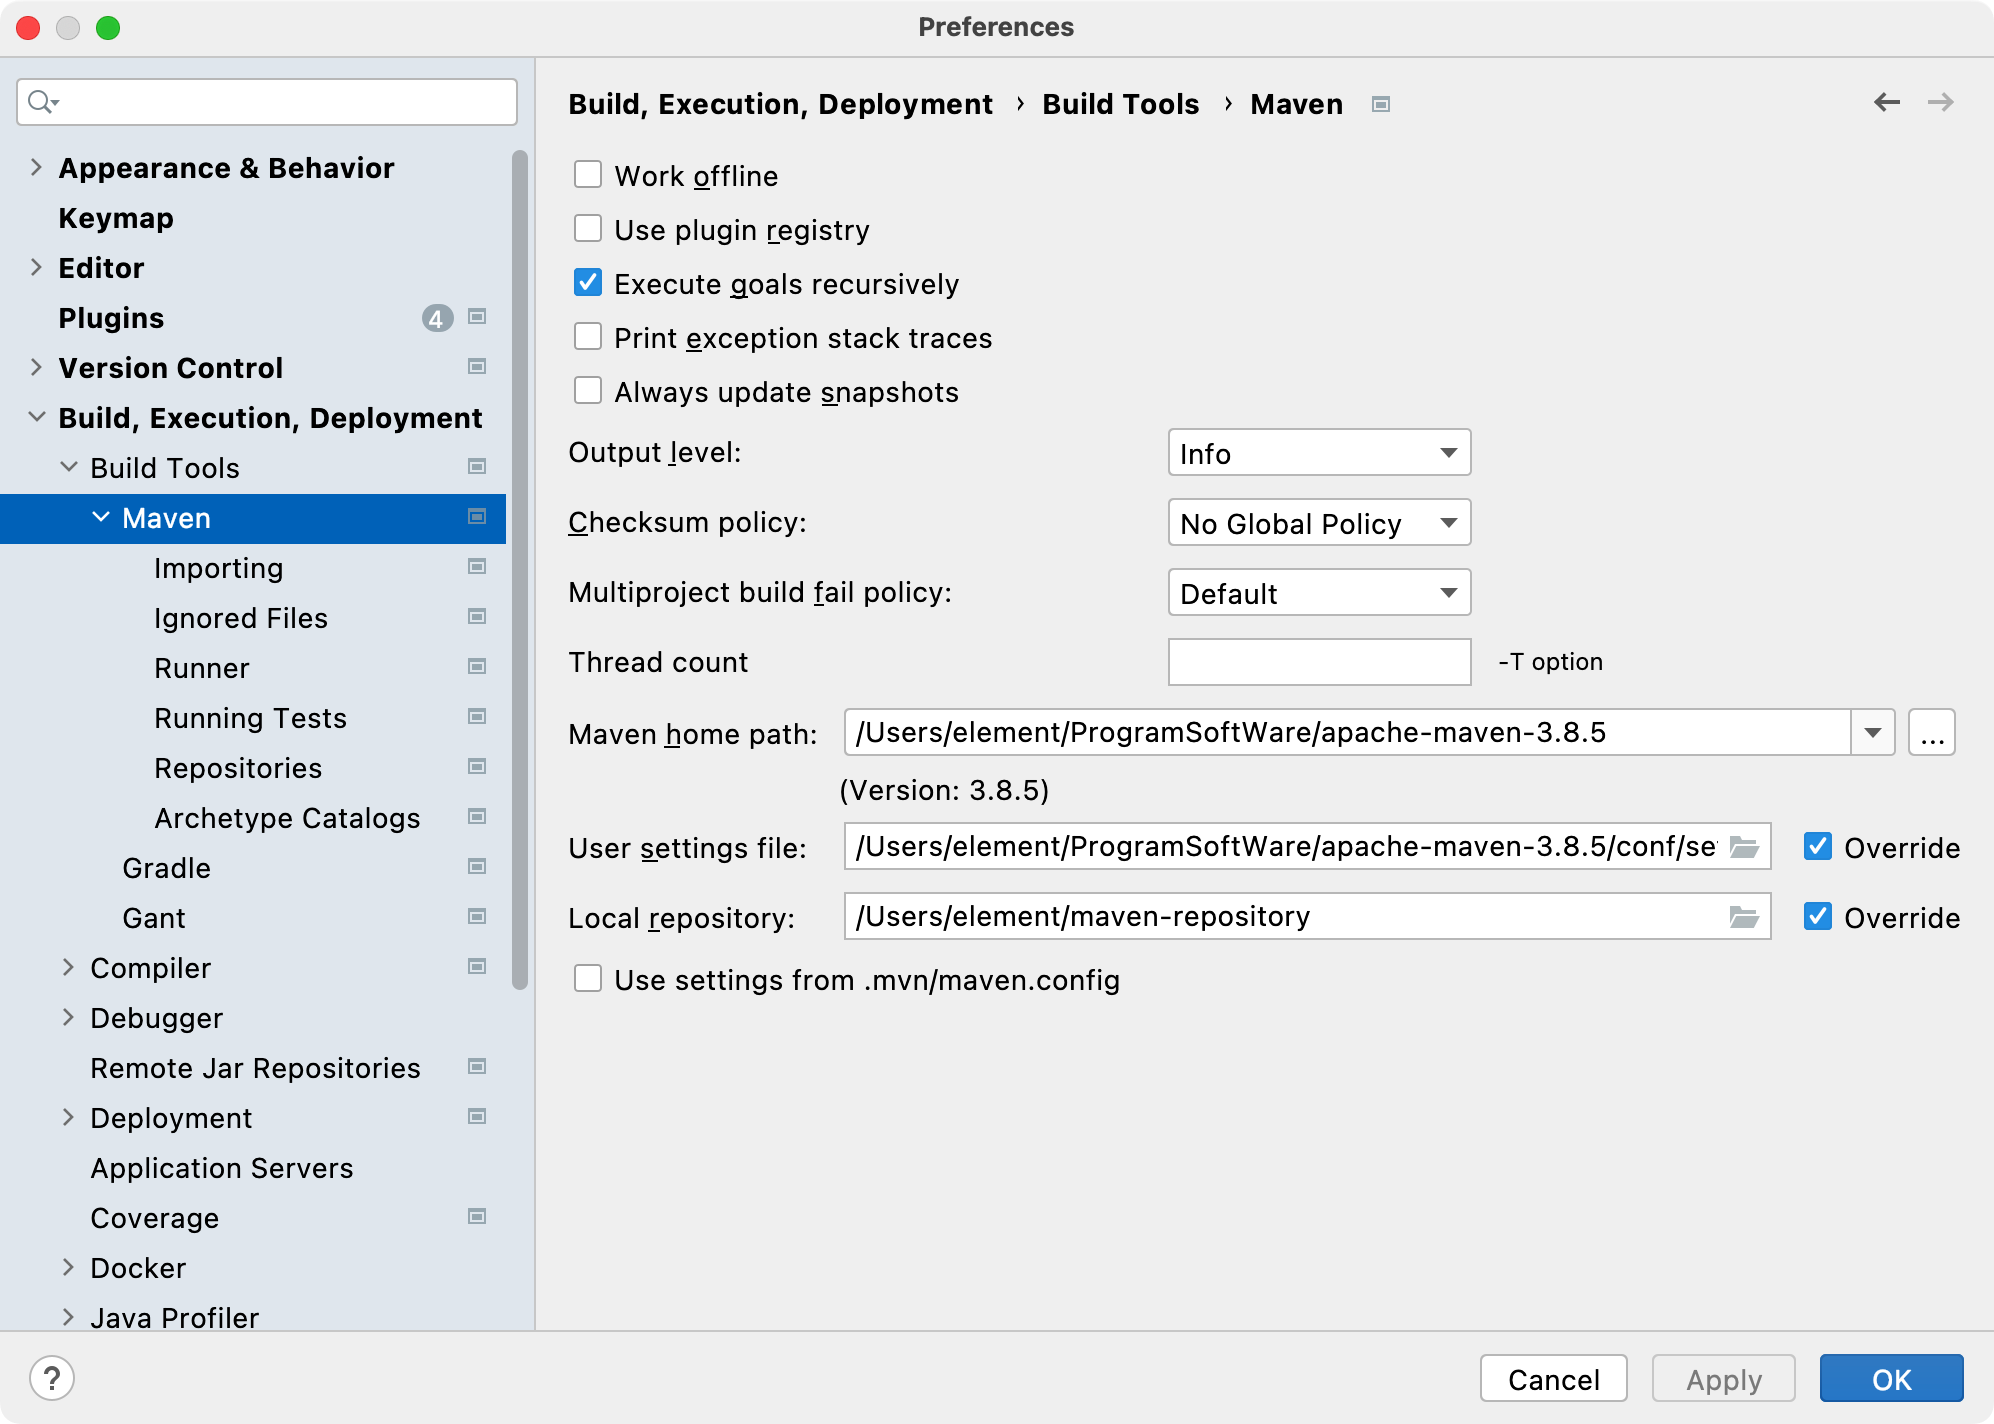 Preferences
Appearance & Behavior
Keymap
Editor
Plugins 4
Version Control
Build, Execution, Deployment
Build Tools
Maven
Importing
Ignored Files
Runner
Running Tests
Repositories
Archetype Catalogs
Gradle
Gant
Compiler
Debugger
Remote Jar Repositories
Deployment
Application Servers
Coverage
Docker
Java Profiler
Build, Execution, Deployment › Build Tools › Maven
Work offline
Use plugin registry
Execute goals recursively
Print exception stack traces
Always update snapshots
Output level: Info
Checksum policy: No Global Policy
Multiproject build fail policy: Default
Thread count -T option
Maven home path: /Users/element/ProgramSoftWare/apache-maven-3.8.5 ...
(Version: 3.8.5)
User settings file: /Users/element/ProgramSoftWare/apache-maven-3.8.5/conf/se Override
Local repository: /Users/element/maven-repository Override
Use settings from .mvn/maven.config
? Cancel Apply OK